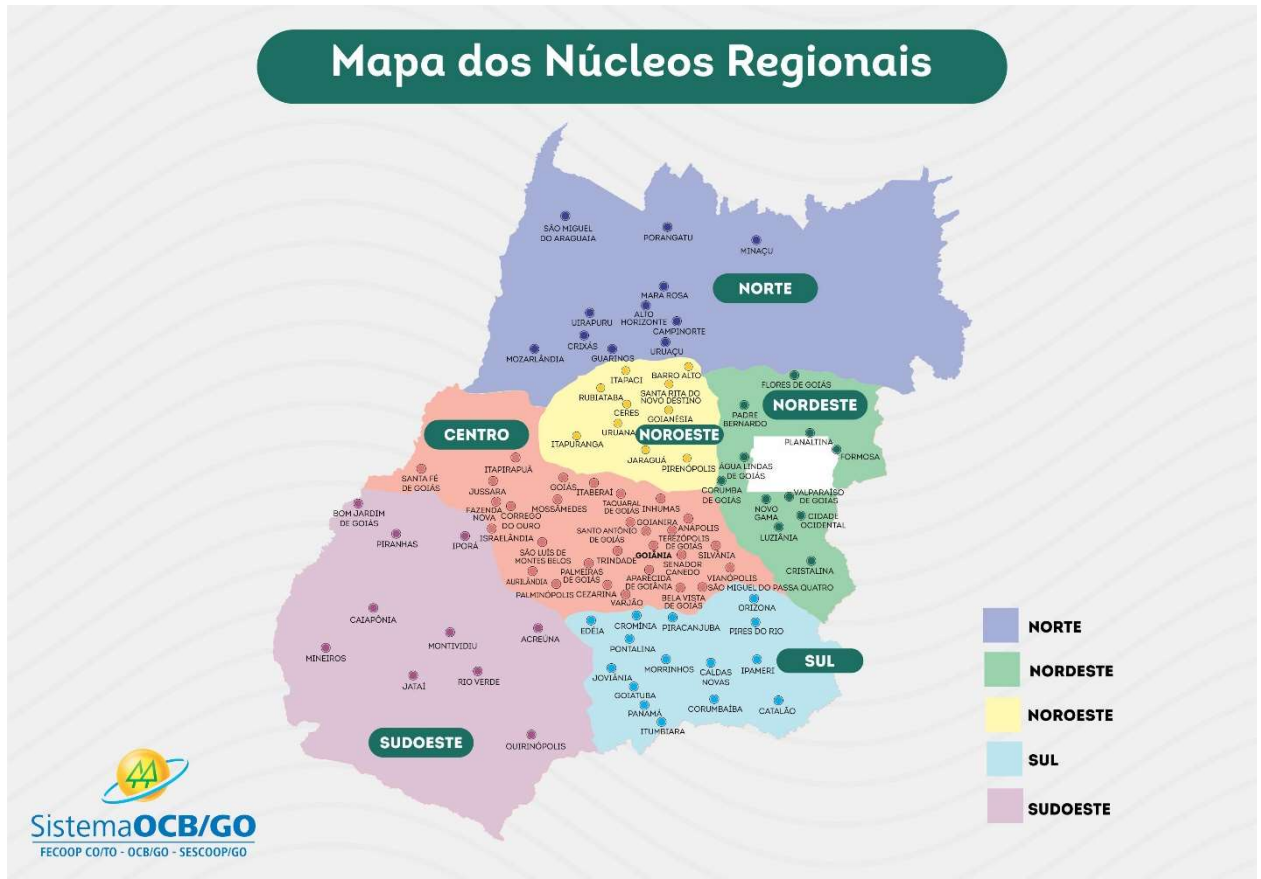 Mapa dos Núcleos Regionais
SÃO MIGUEL
DO ARAGUAIA
PORANGATU
MINAÇU
NORTE
MARA ROSA
ALTO
HORIZONTE
UIRAPURU
CAMPINORTE
CRIXÁS
URUAÇU
MOZARLÂNDIA
GUARINOS
ITAPACI
BARRO ALTO
RUBIATABA
SANTA RITA DO
NOVO DESTINO
CERES
GOIANÉSIA
URUANA
NOROESTE
ITAPURANGA
JARAGUÁ
PIRENÓPOLIS
FLORES DE GOIÁS
NORDESTE
PADRE
BERNARDO
PLANALTINA
FORMOSA
ÁGUA LINDAS
DE GOIÁS
CORUMBA
DE GOIÁS
VALPARAÍSO
DE GOIÁS
NOVO
GAMA
CIDADE
OCIDENTAL
LUZIÂNIA
CRISTALINA
CENTRO
ITAPIRAPUÃ
SANTA FÉ
DE GOIÁS
JUSSARA
GOIÁS
ITABERAÍ
FAZENDA
NOVA
CORREGO
DO OURO
MOSSÂMEDES
TAQUARAL
DE GOIÁS
INHUMAS
ISRAELÂNDIA
GOIANIRA
ANAPOLIS
SANTO ANTÔNIO
DE GOIÁS
TEREZÓPOLIS
DE GOIÁS
SÃO LUÍS DE
MONTES BELOS
TRINDADE
GOIÂNIA
SILVÂNIA
SENADOR
CANEDO
AURILÂNDIA
PALMEIRAS
DE GOIÁS
APARECIDA
DE GOIÂNIA
VIANÓPOLIS
PALMINÓPOLIS
CEZARINA
VARJÃO
BELA VISTA
DE GOIÁS
SÃO MIGUEL DO PASSA QUATRO
BOM JARDIM
DE GOIÁS
PIRANHAS
IPORÁ
CAIAPÔNIA
MONTIVIDIU
ACREÚNA
MINEIROS
JATAI
RIO VERDE
SUDOESTE
QUIRINÓPOLIS
ORIZONA
EDEIA
CROMÍNIA
PIRACANJUBA
PIRES DO RIO
PONTALINA
MORRINHOS
CALDAS
NOVAS
IPAMERI
SUL
JOVIÂNIA
GOIATUBA
PANAMÁ
CORUMBAÍBA
CATALÃO
ITUMBIARA
NORTE
NORDESTE
NOROESTE
SUL
SUDOESTE
SistemaOCB/GO
FECOOP CO/TO - OCB/GO - SESCOOP/GO